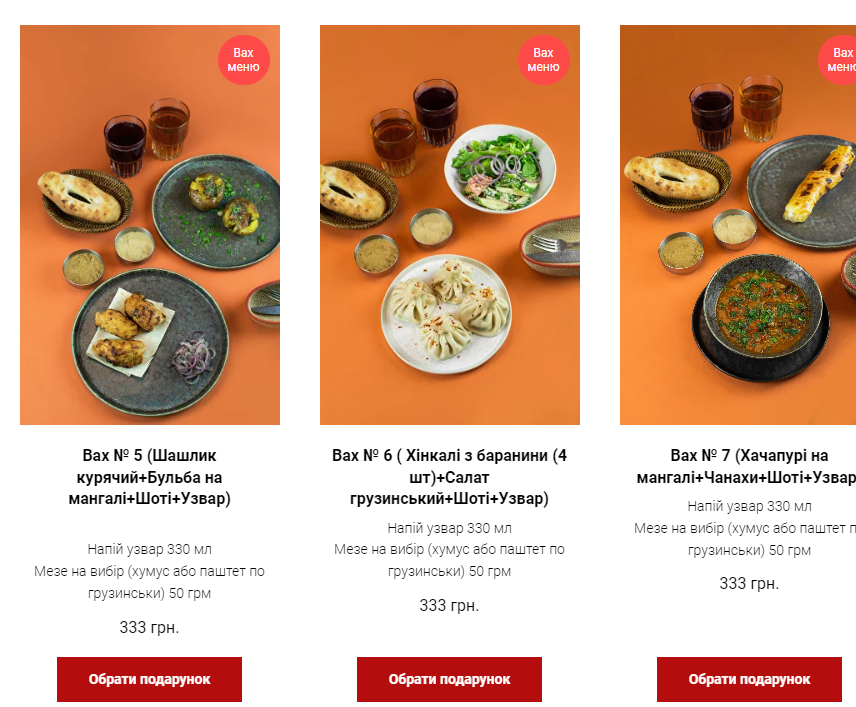 Вах
меню
Вах
меню
Вах
меню
Вах № 5 (Шашлик
курячий+Бульба на
мангалі+Шоті+Узвар)
Напій узвар 330 мл
Мезе на вибір (хумус або паштет по
грузинськи) 50 грм
333 грн.
Обрати подарунок
Вах № 6 ( Хінкалі з баранини (4
шт)+Салат
грузинський+Шоті+Узвар)
Напій узвар 330 мл
Мезе на вибір (хумус або паштет по
грузинськи) 50 грм
333 грн.
Обрати подарунок
Вах № 7 (Хачапурі на
мангалі+Чанахи+Шоті+Узвар
Напій узвар 330 мл
Мезе на вибір (хумус або паштет п
грузинськи) 50 грм
333 грн.
Обрати подарунок